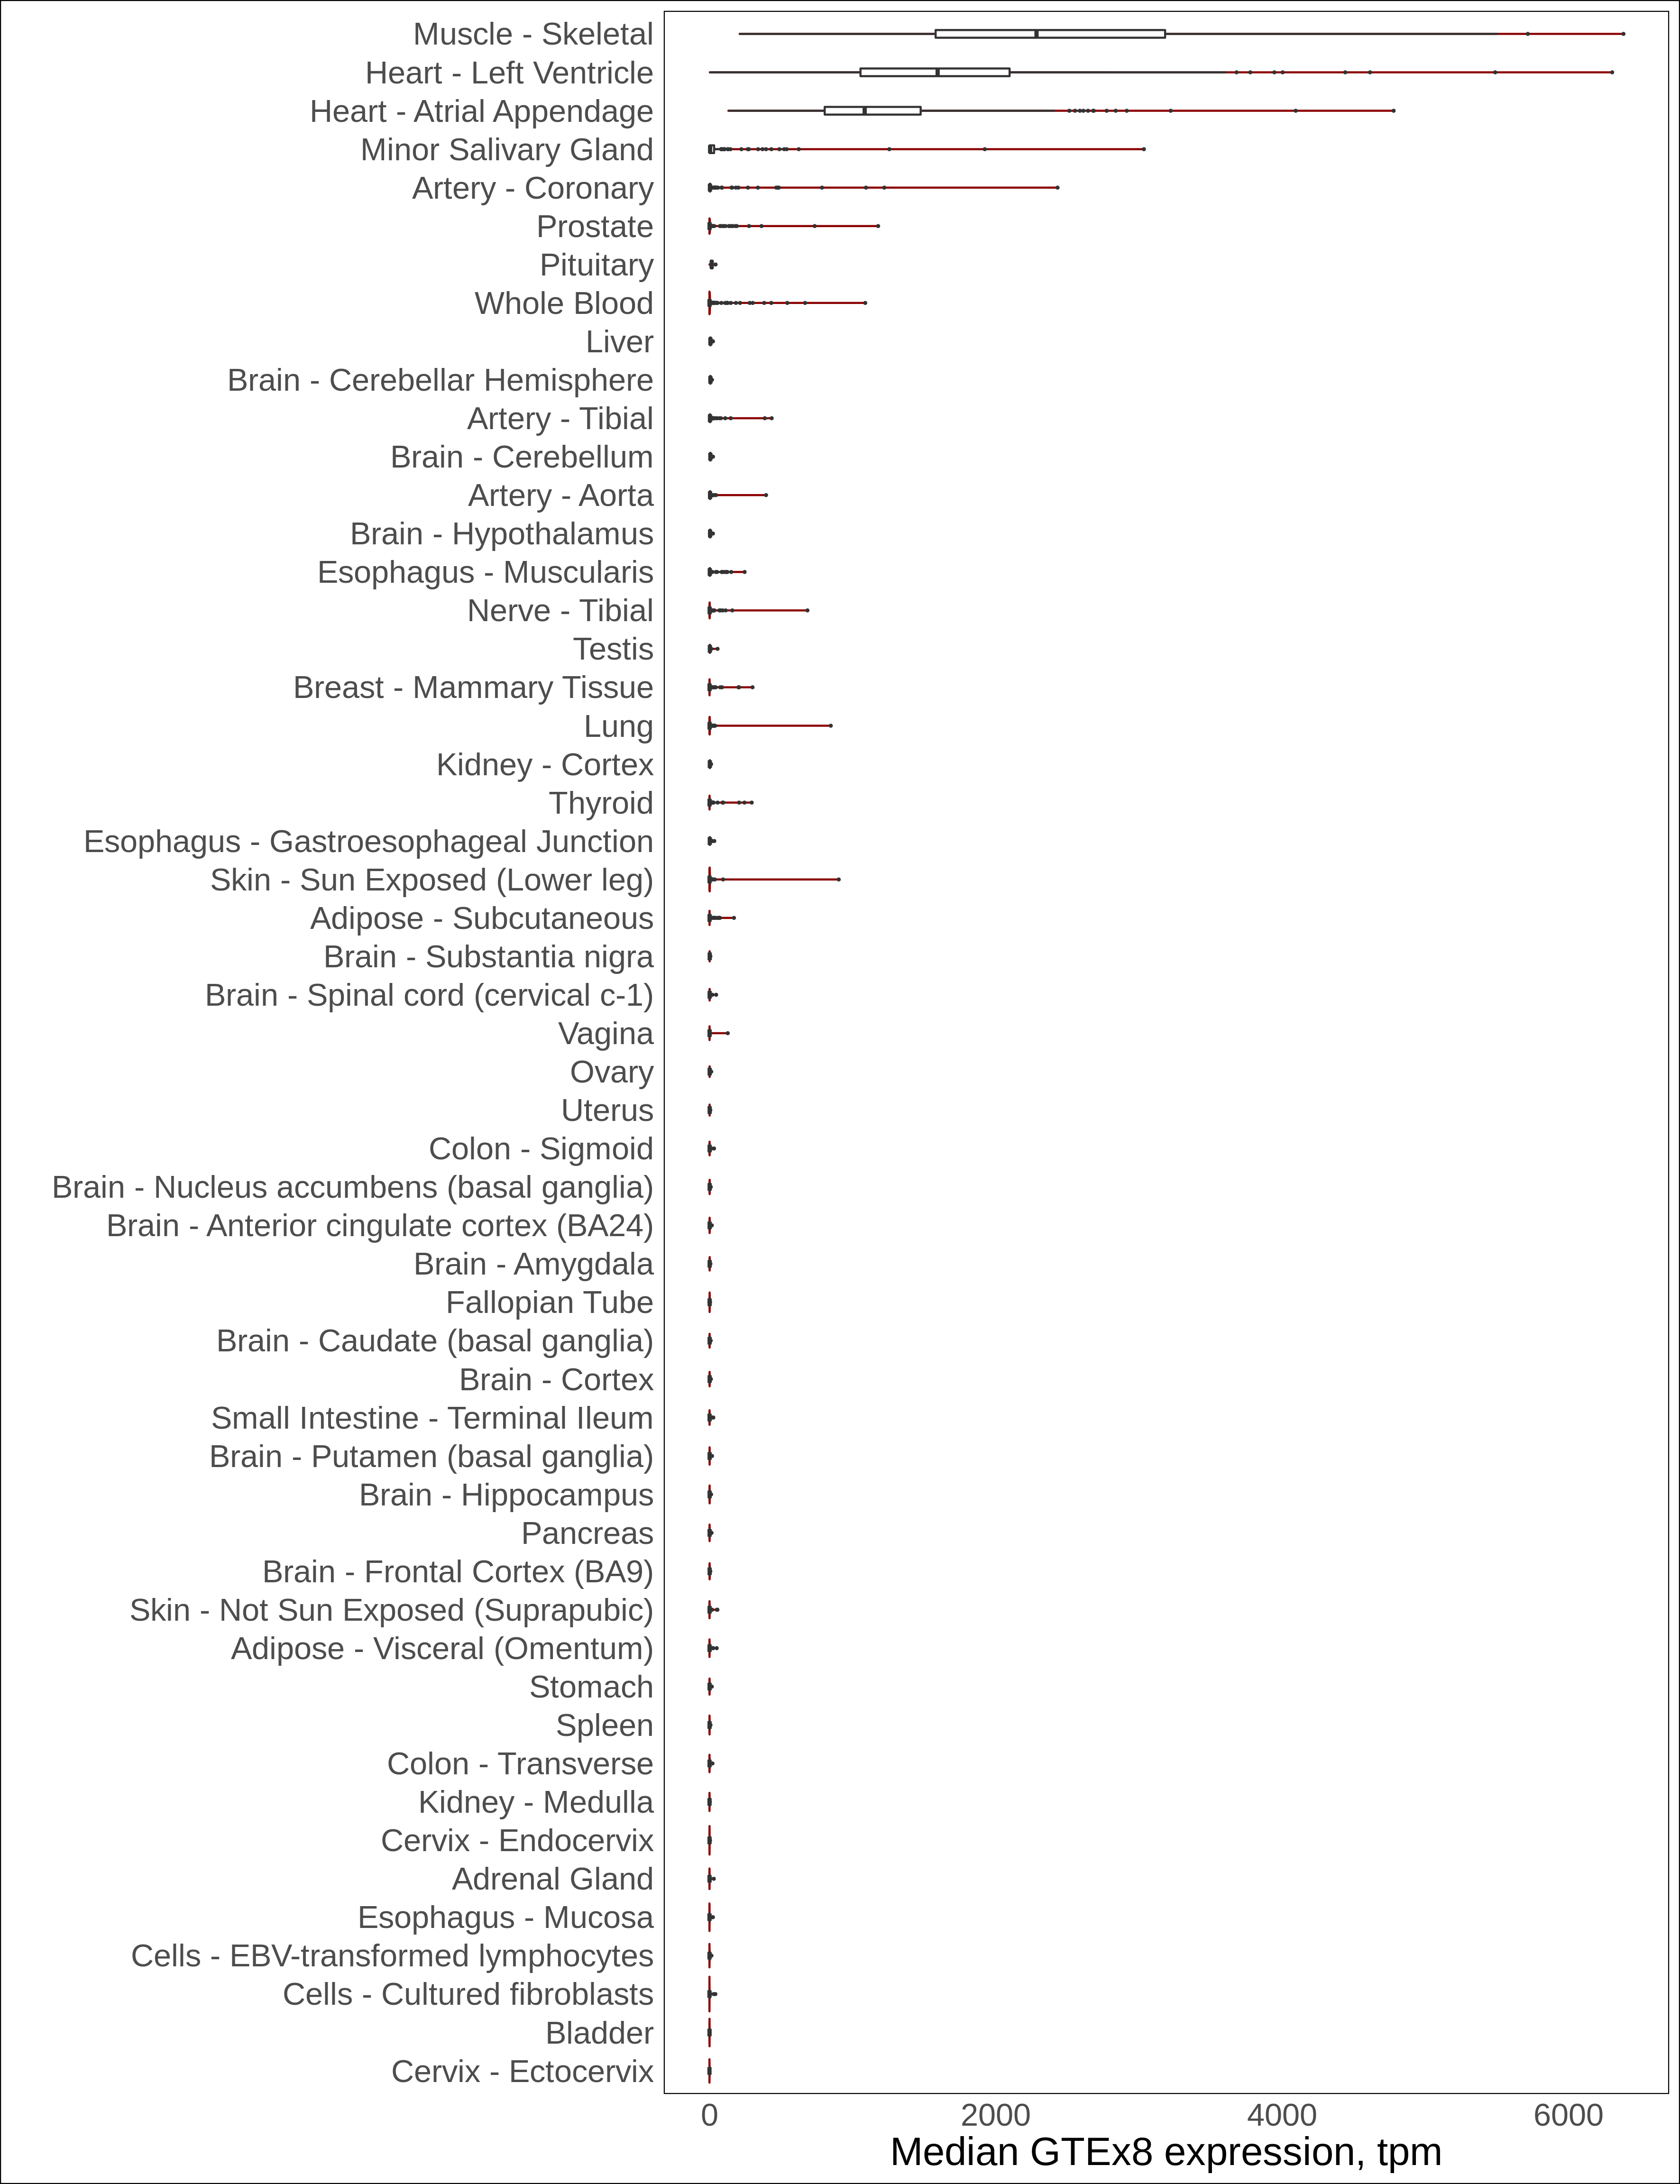 Muscle - Skeletal
Heart - Left Ventricle
Heart - Atrial Appendage
Minor Salivary Gland
Artery - Coronary
Prostate
Pituitary
Whole Blood
Liver
Brain - Cerebellar Hemisphere
Artery - Tibial
Brain - Cerebellum
Artery - Aorta
Brain - Hypothalamus
Esophagus - Muscularis
Nerve - Tibial
Testis
Breast - Mammary Tissue
Lung
Kidney - Cortex
Thyroid
Esophagus - Gastroesophageal Junction
Skin - Sun Exposed (Lower leg)
Adipose - Subcutaneous
Brain - Substantia nigra
Brain - Spinal cord (cervical c-1)
Vagina
Ovary
Uterus
Colon - Sigmoid
Brain - Nucleus accumbens (basal ganglia)
Brain - Anterior cingulate cortex (BA24)
Brain - Amygdala
Fallopian Tube
Brain - Caudate (basal ganglia)
Brain - Cortex
Small Intestine - Terminal Ileum
Brain - Putamen (basal ganglia)
Brain - Hippocampus
Pancreas
Brain - Frontal Cortex (BA9)
Skin - Not Sun Exposed (Suprapubic)
Adipose - Visceral (Omentum)
Stomach
Spleen
Colon - Transverse
Kidney - Medulla
Cervix - Endocervix
Adrenal Gland
Esophagus - Mucosa
Cells - EBV-transformed lymphocytes
Cells - Cultured fibroblasts
Bladder
Cervix - Ectocervix
0 2000 4000 6000
Median GTEx8 expression, tpm